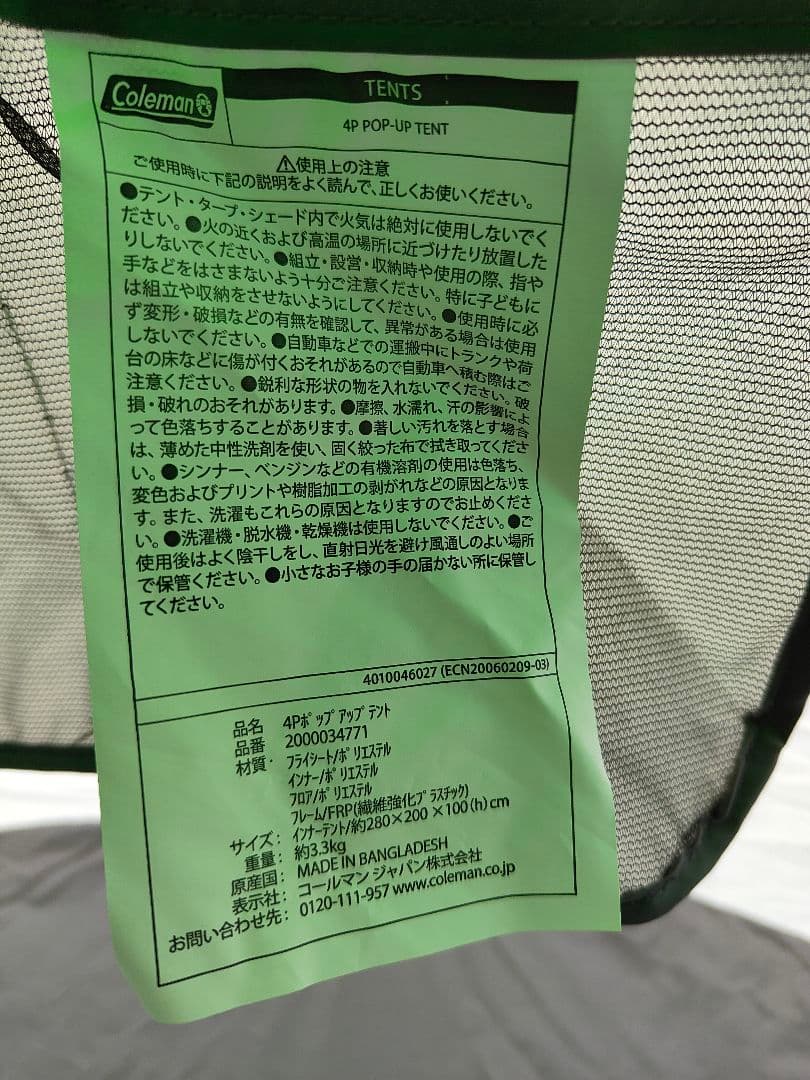 Coleman
TENTS
4P POP-UP TENT
⚠使用上の注意
ご使用時に下記の説明をよく読んで、正しくお使いください。
●テント・タープ・シェード内で火気は絶対に使用しないでく
ださい。●火の近くおよび高温の場所に近づけたり放置した
りしないでください。●組立・設営・収納時や使用の際、指や
手などをはさまないよう十分ご注意ください。特に子どもに
は組立や収納をさせないようにしてください。●使用時に必
ず変形・破損などの有無を確認して、異常がある場合は使用
しないでください。●自動車などでの運搬中にトランクや荷
台の床などに傷が付くおそれがあるので自動車へ積む際はご
注意ください。●鋭利な形状の物を入れないでください。破
損・破れのおそれがあります。●摩擦、水濡れ、汗の影響によ
って色落ちすることがあります。●著しい汚れを落とす場合
は、薄めた中性洗剤を使い、固く絞った布で拭き取ってくださ
い。●シンナー、ベンジンなどの有機溶剤の使用は色落ち、
変色およびプリントや樹脂加工の剥がれなどの原因となりま
す。また、洗濯もこれらの原因となりますのでお止めくださ
い。●洗濯機・脱水機・乾燥機は使用しないでください。●ご
使用後はよく陰干しをし、直射日光を避け風通しのよい場所
で保管ください。●小さなお子様の手の届かない所に保管し
てください。
4010046027 (ECN20060209-03)
品名 4Pポップアップテント
品番 2000034771
材質: フライシート/ポリエステル
インナー/ポリエステル
フロア/ポリエステル
フレーム/FRP(繊維強化プラスチック)
サイズ: インナーテント/約280×200×100(h)cm
重量: 約3.3kg
原産国: MADE IN BANGLADESH
表示社: コールマン ジャパン株式会社
お問い合わせ先: 0120-111-957 www.coleman.co.jp